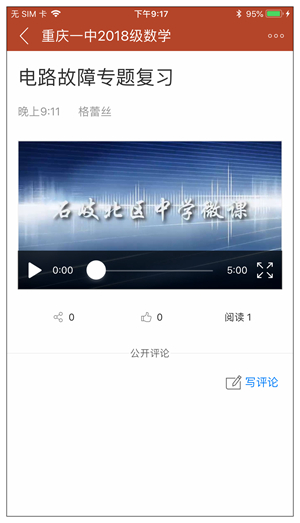 无 SIM 卡 下午9:17 95%
重庆一中2018级数学
电路故障专题复习
晚上9:11 格蕾丝
石岐北区中学微课
0:00 5:00
0 0 阅读 1
公开评论
写评论